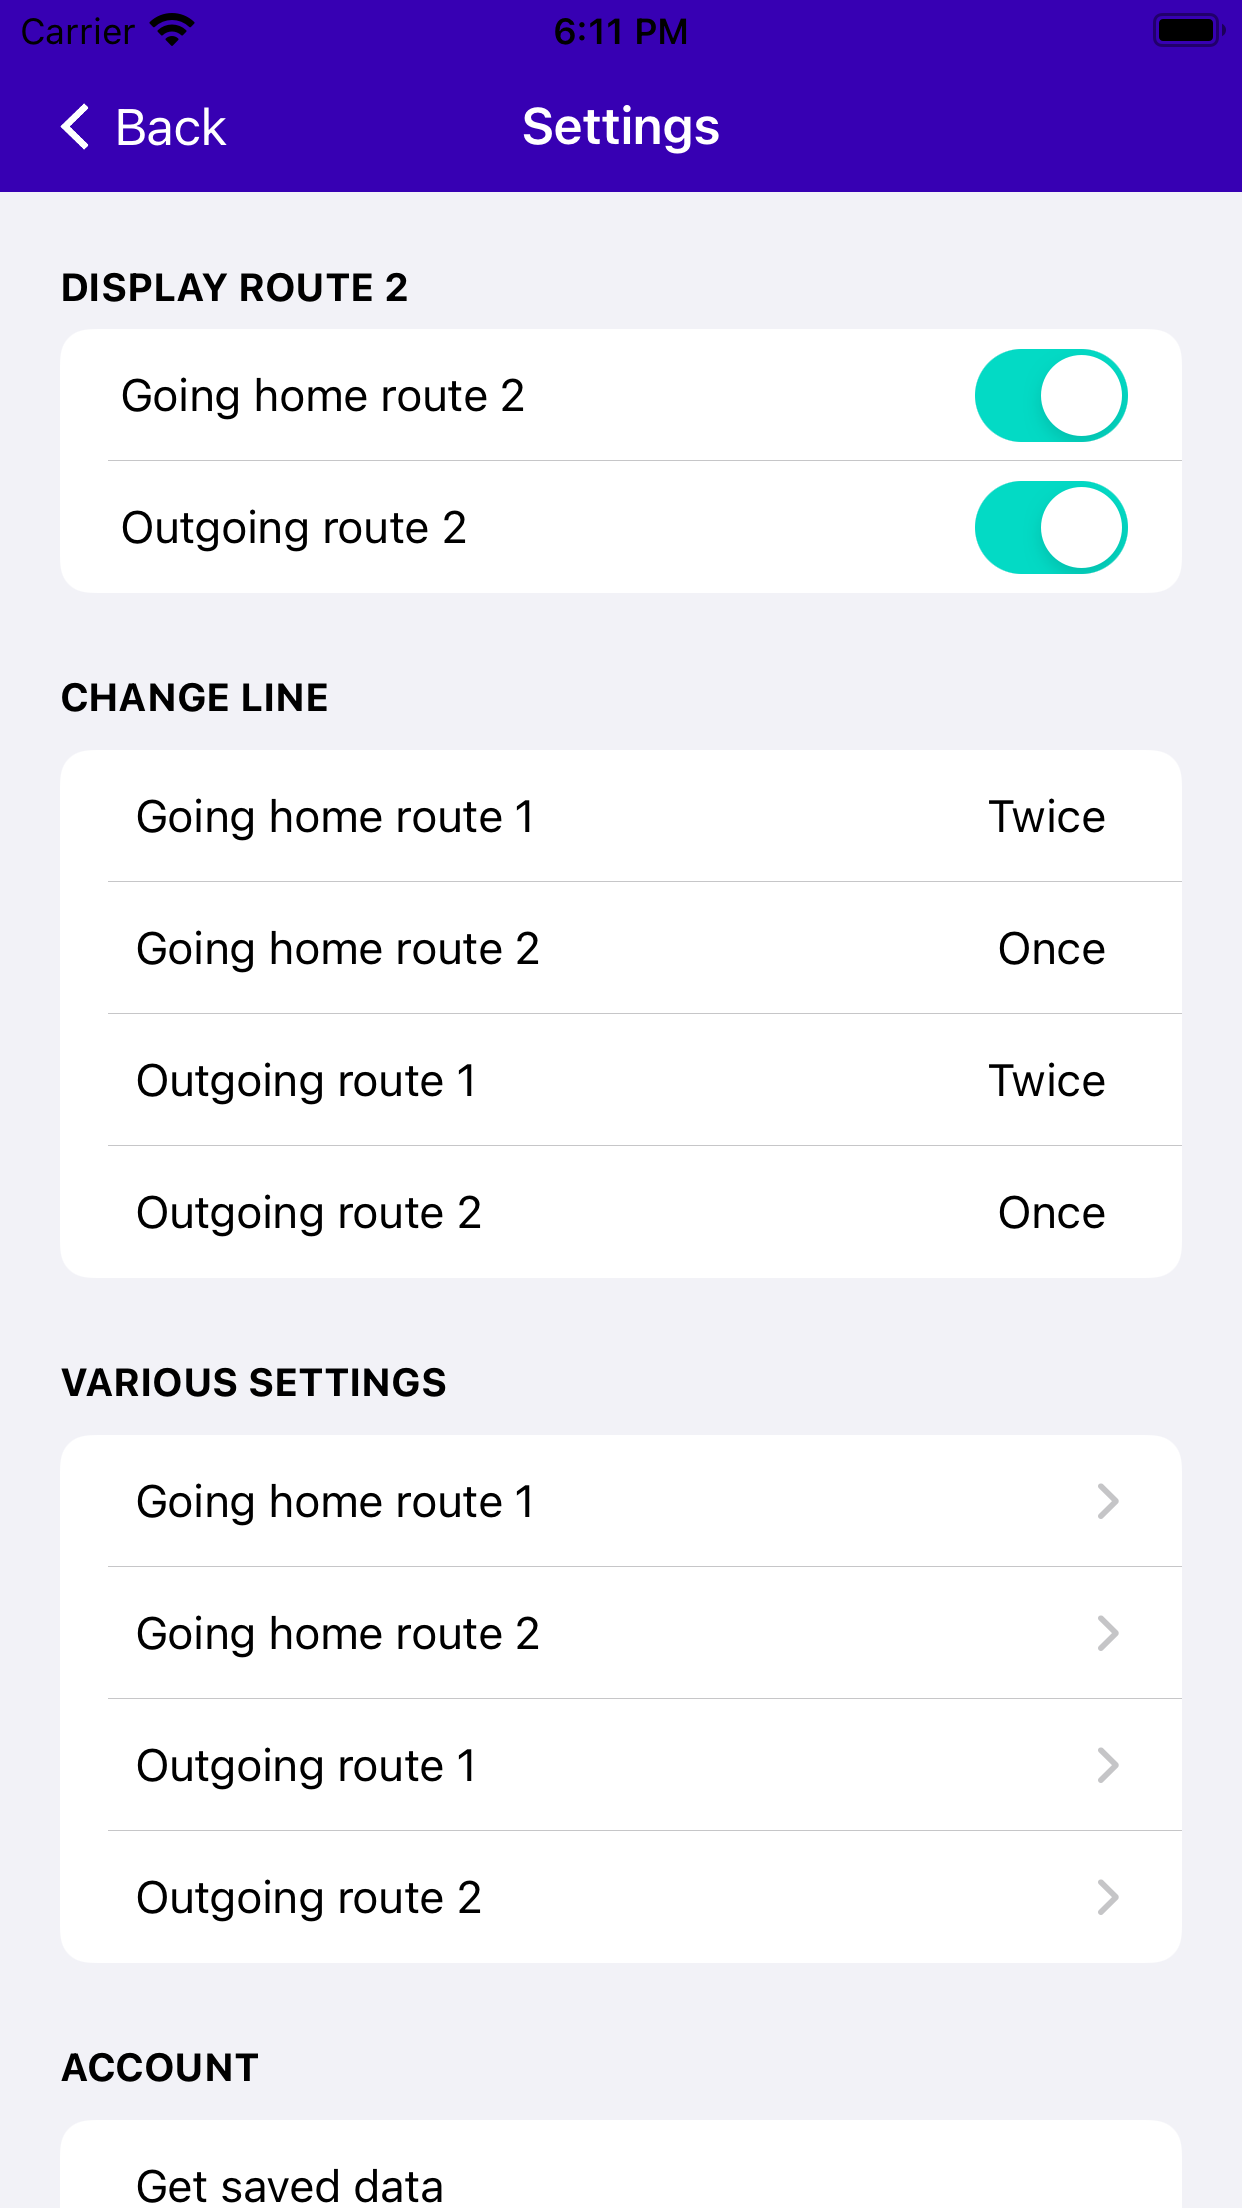 Carrier 6:11 PM
Back Settings
DISPLAY ROUTE 2
Going home route 2
Outgoing route 2
CHANGE LINE
Going home route 1 Twice
Going home route 2 Once
Outgoing route 1 Twice
Outgoing route 2 Once
VARIOUS SETTINGS
Going home route 1
Going home route 2
Outgoing route 1
Outgoing route 2
ACCOUNT
Get saved data